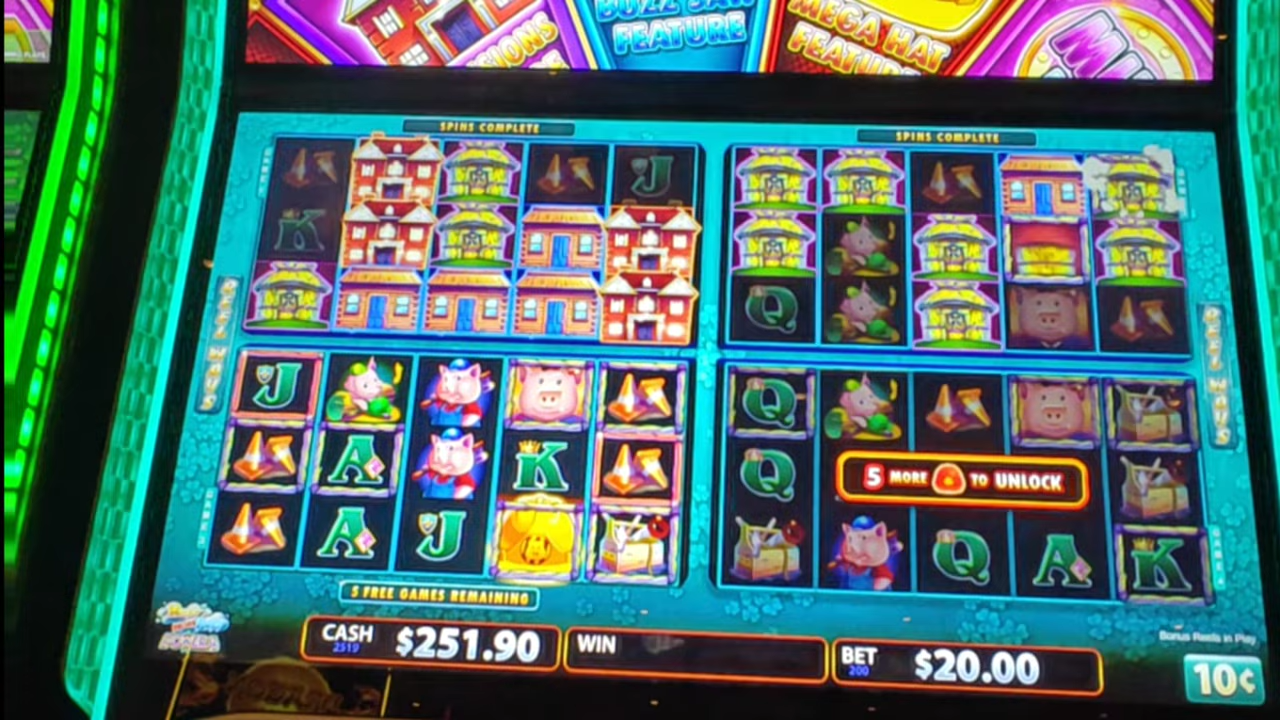 BUZZ SAW
FEATURE
MEGA HAT
FEATURE
SPINS COMPLETE
SPINS COMPLETE
J
K
Q
J
A
K
A
J
Q
Q
5 MORE TO UNLOCK
Q
A
K
5 FREE GAMES REMAINING
CASH
2519
$251.90
WIN
BET
200
$20.00
Bonus Reels in Play
10¢